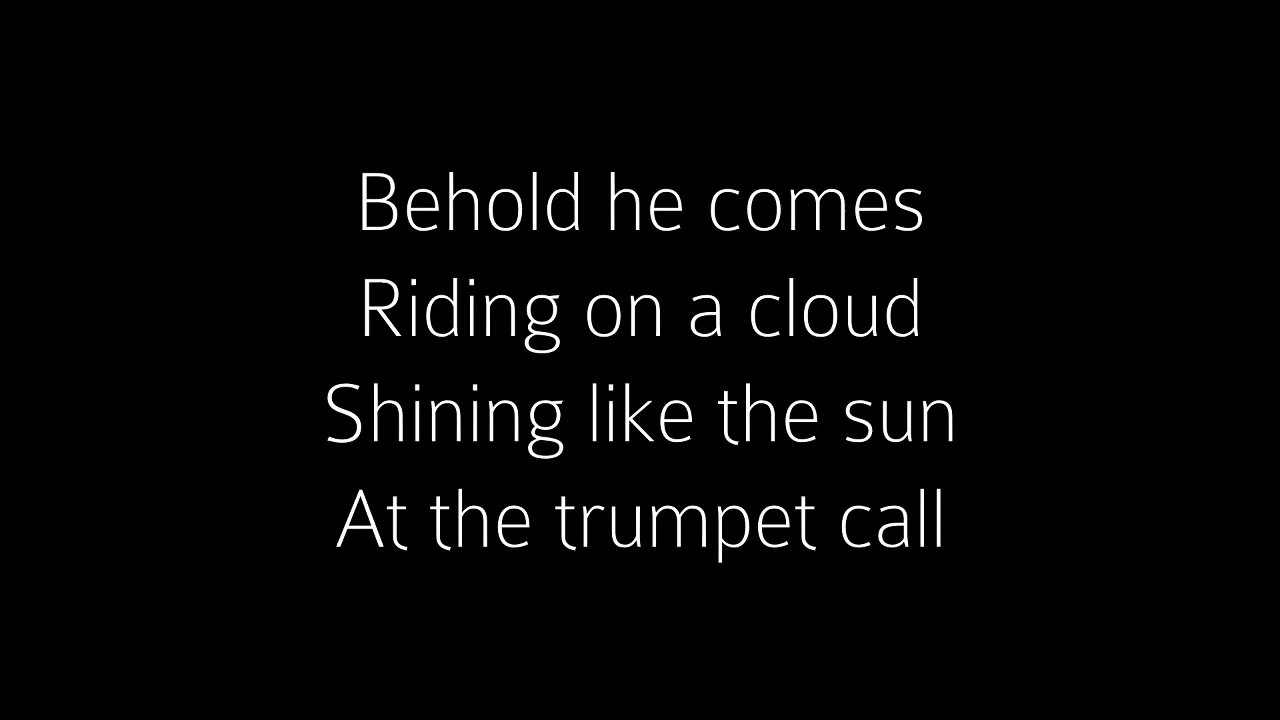 Behold he comes
Riding on a cloud
Shining like the sun
At the trumpet call